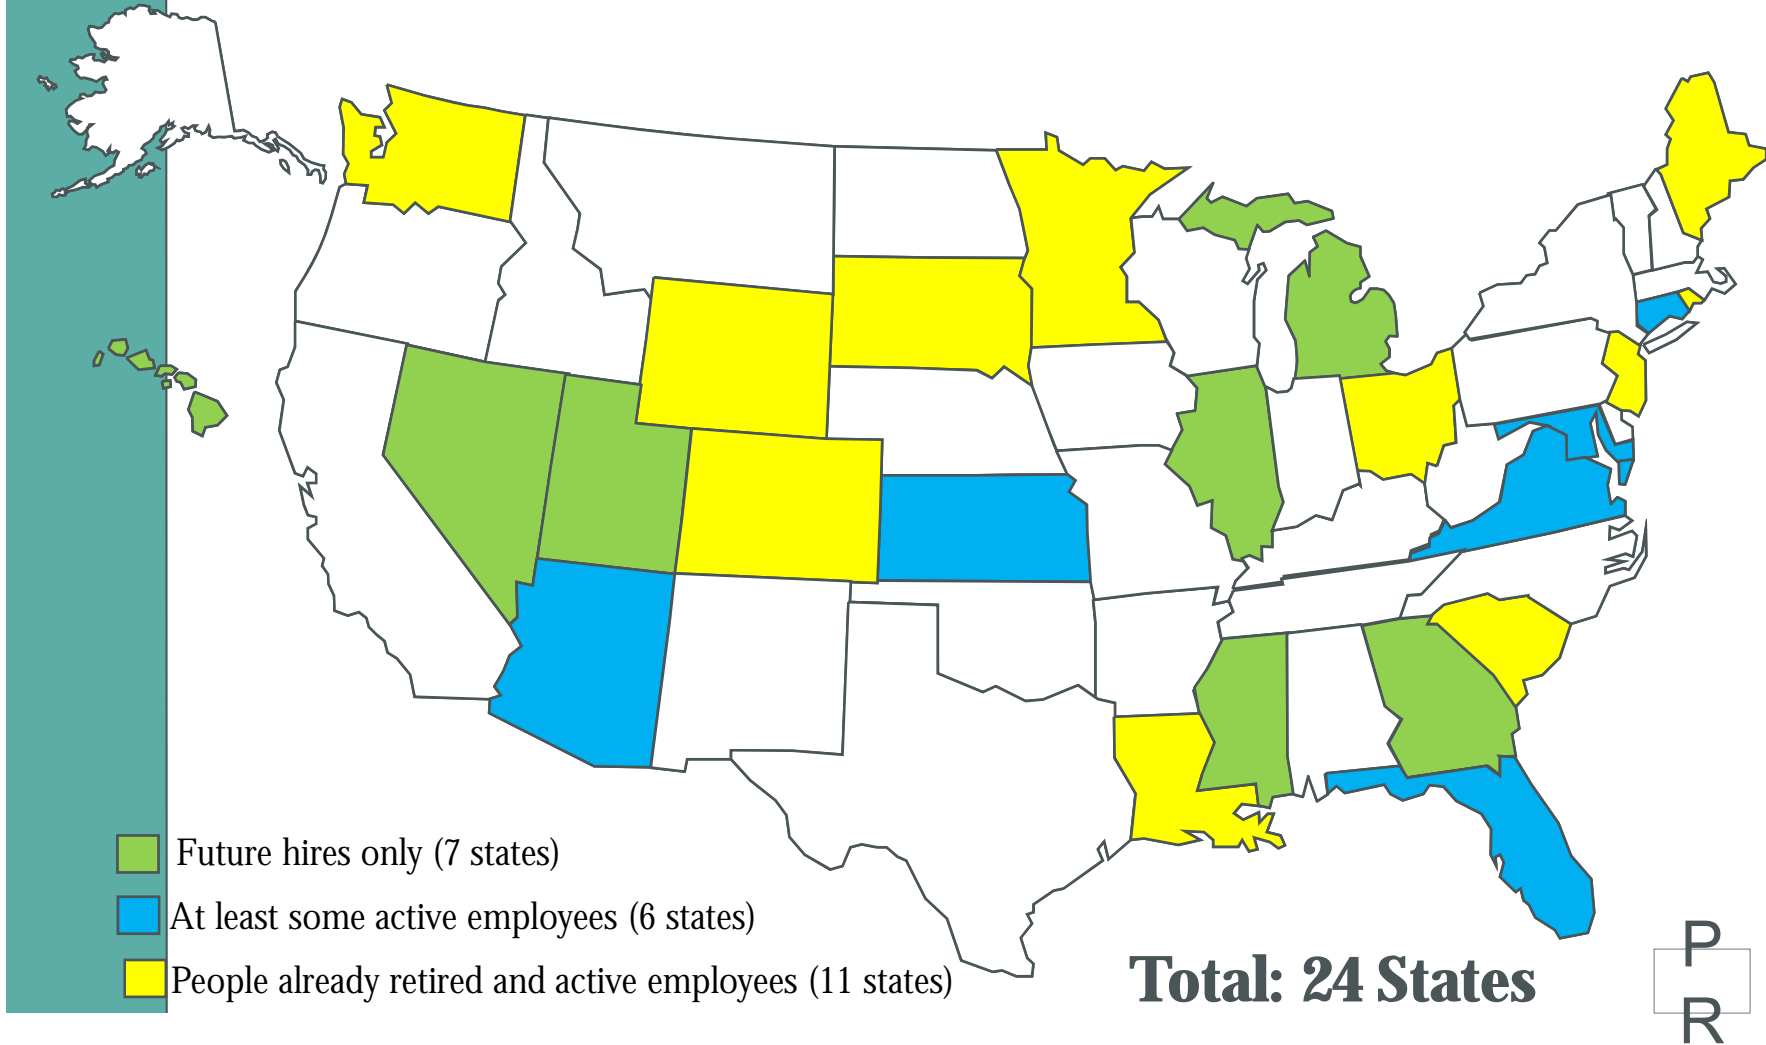 Future hires only (7 states)
At least some active employees (6 states)
People already retired and active employees (11 states)
Total: 24 States
P
R